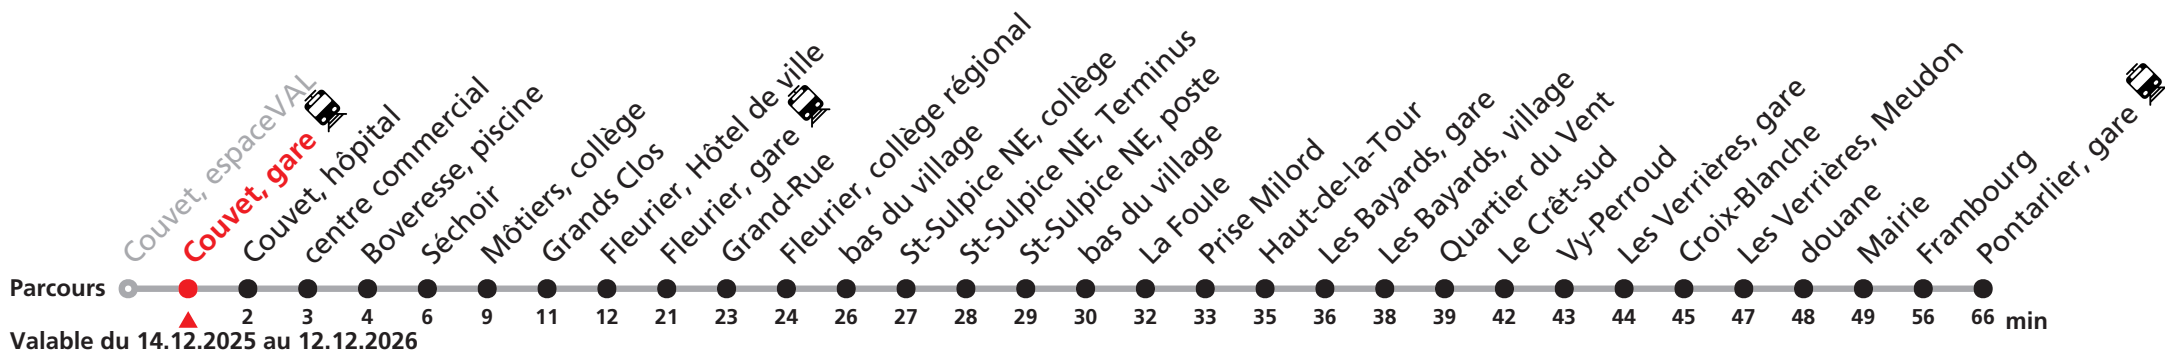 Couvet, espaceVAL
Couvet, gare
Couvet, hôpital
centre commercial
Boveresse, piscine
Séchoir
Môtiers, collège
Grands Clos
Fleurier, Hôtel de ville
Fleurier, gare
Grand-Rue
Fleurier, collège régional
bas du village
St-Sulpice NE, collège
St-Sulpice NE, Terminus
St-Sulpice NE, poste
bas du village
La Foule
Prise Milord
Haut-de-la-Tour
Les Bayards, gare
Les Bayards, village
Quartier du Vent
Le Crêt-sud
Vy-Perroud
Les Verrières, gare
Croix-Blanche
Les Verrières, Meudon
douane
Mairie
Frambourg
Pontarlier, gare
Parcours
2 3 4 6 9 11 12 21 23 24 26 27 28 29 30 32 33 35 36 38 39 42 43 44 45 47 48 49 56 66 min
Valable du 14.12.2025 au 12.12.2026